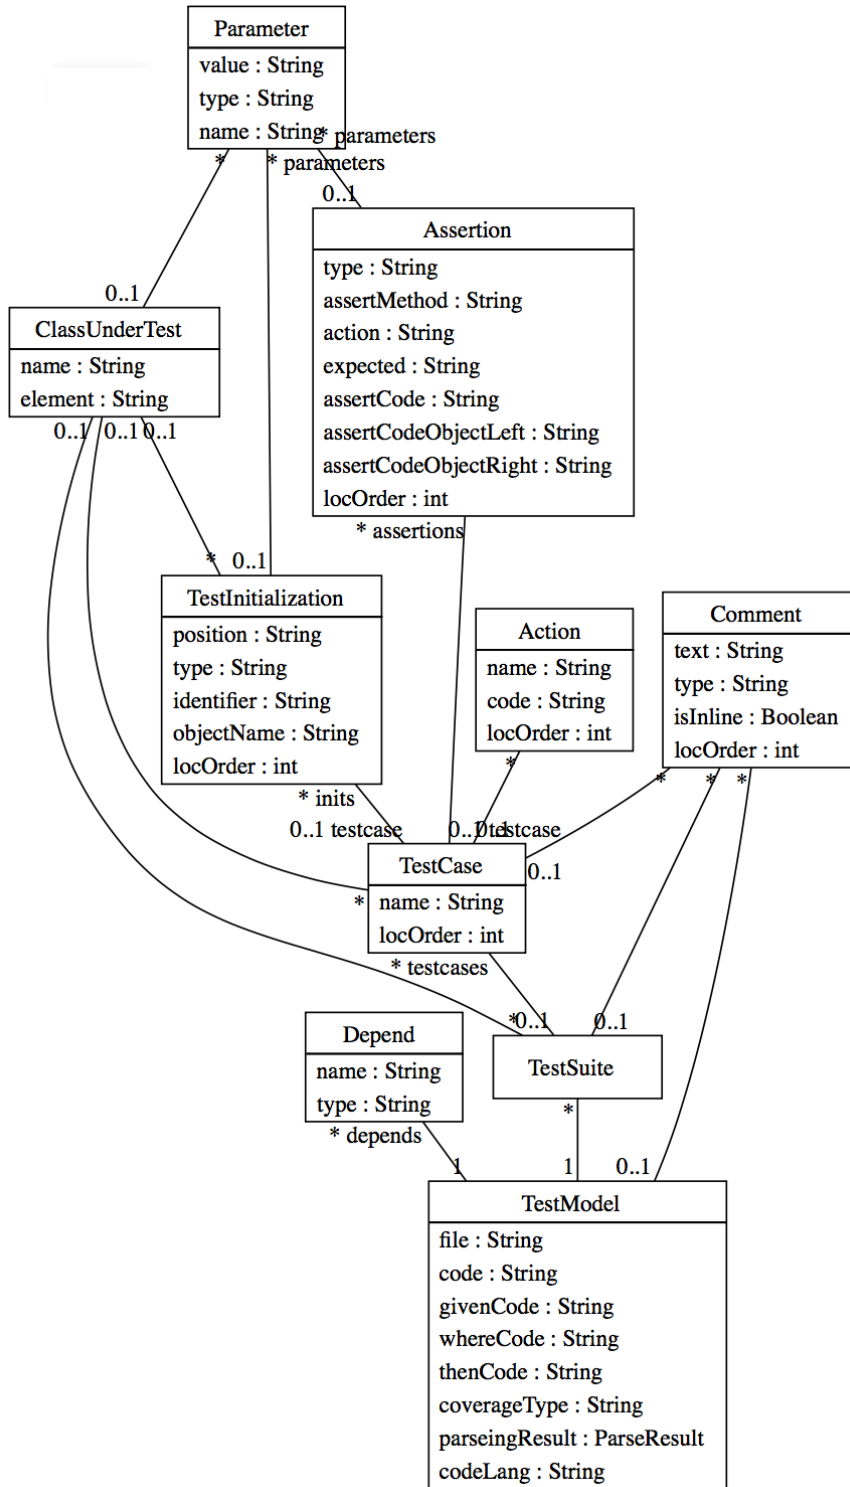 Parameter
value : String
type : String
name : String
* parameters
*
* parameters
0..1
Assertion
type : String
assertMethod : String
action : String
expected : String
assertCode : String
assertCodeObjectLeft : String
assertCodeObjectRight : String
locOrder : int
* assertions
0..1
ClassUnderTest
name : String
element : String
0..1
0..1
0..1
*
0..1
TestInitialization
position : String
type : String
identifier : String
objectName : String
locOrder : int
* inits
0..1 testcase
Action
name : String
code : String
locOrder : int
*
Comment
text : String
type : String
isInline : Boolean
locOrder : int
*
*
*
0..1 testcase
0..1
0..1
TestCase
name : String
locOrder : int
*
* testcases
*
0..1
0..1
Depend
name : String
type : String
* depends
1
TestSuite
*
1
0..1
TestModel
file : String
code : String
givenCode : String
whereCode : String
thenCode : String
coverageType : String
parseingResult : ParseResult
codeLang : String